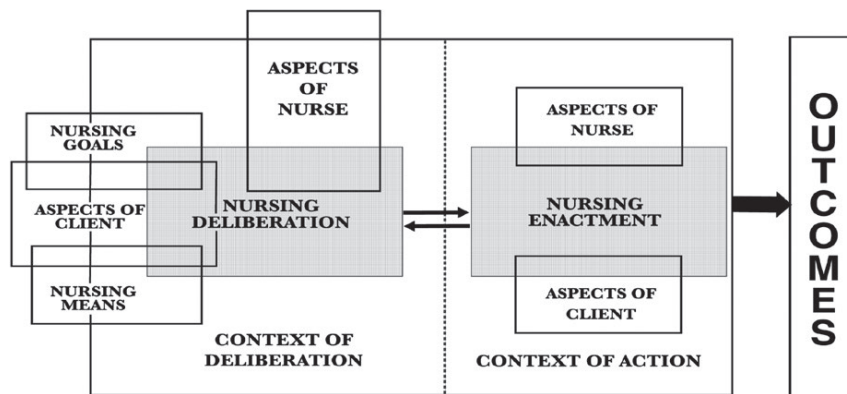 ASPECTS
OF
NURSE
NURSING
GOALS
ASPECTS OF
CLIENT
NURSING
MEANS
NURSING
DELIBERATION
CONTEXT OF
DELIBERATION
ASPECTS OF
NURSE
NURSING
ENACTMENT
ASPECTS OF
CLIENT
CONTEXT OF ACTION
OUTCOMES